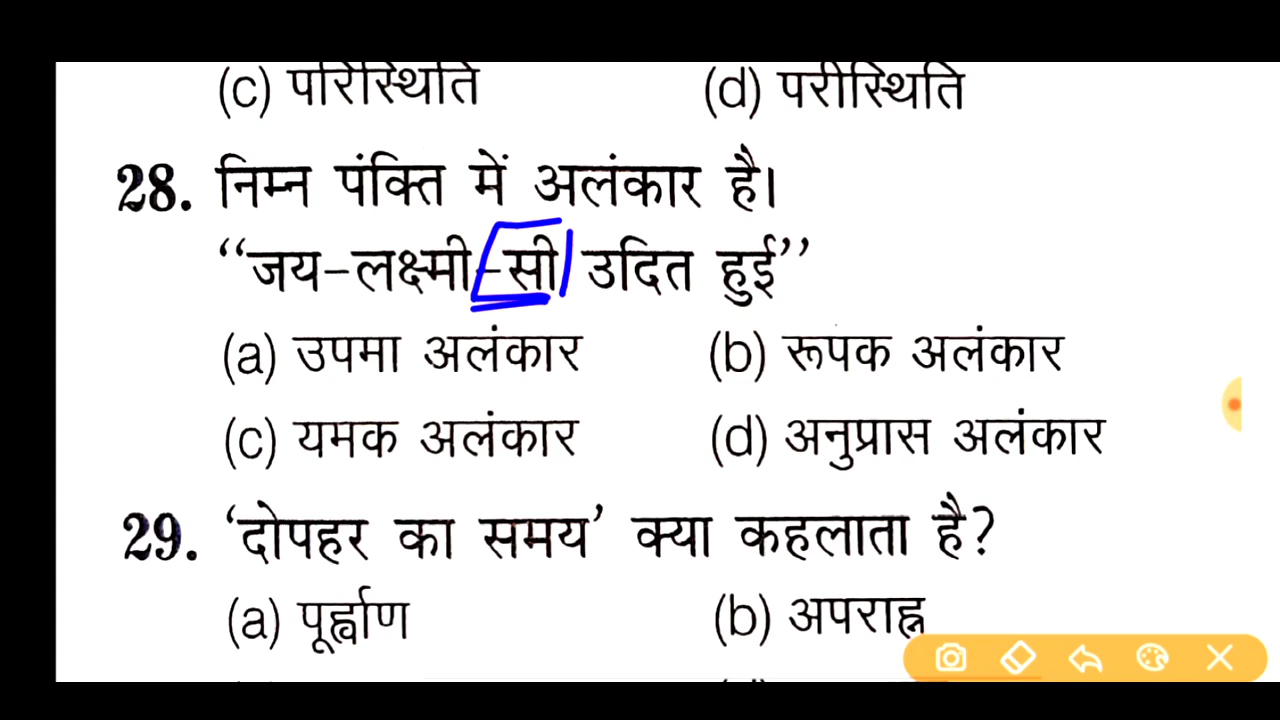 (c) परिस्थिति (d) परीस्थिति
28. निम्न पंक्ति में अलंकार है।
“जय-लक्ष्मी-सी उदित हुई”
(a) उपमा अलंकार (b) रूपक अलंकार
(c) यमक अलंकार (d) अनुप्रास अलंकार
29. ‘दोपहर का समय’ क्या कहलाता है?
(a) पूर्ह्वाण (b) अपराह्न